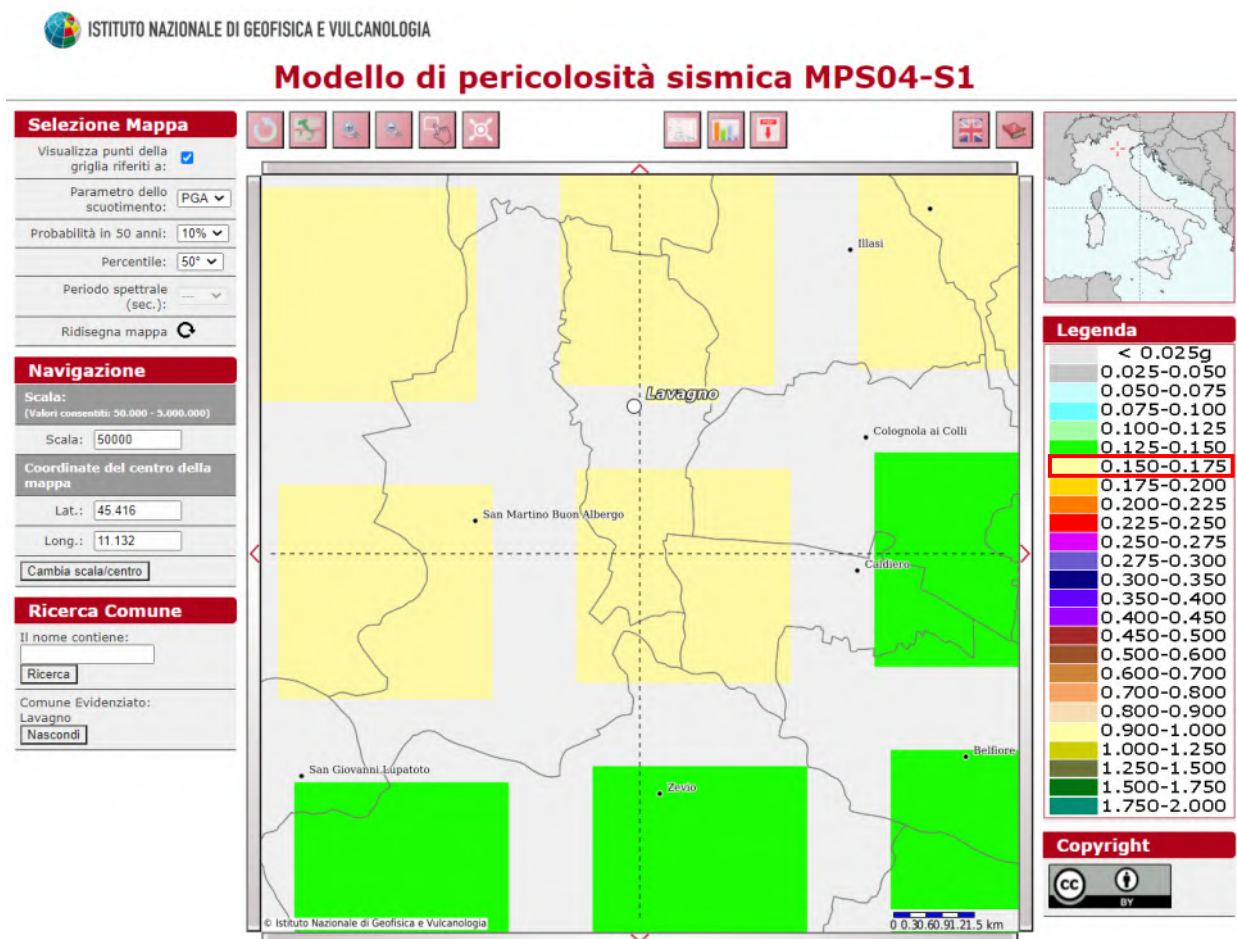 ISTITUTO NAZIONALE DI GEOFISICA E VULCANOLOGIA
Modello di pericolosità sismica MPS04-S1
Selezione Mappa
Visualizza punti della
griglia riferiti a:
Parametro dello
scuotimento:
PGA
Probabilità in 50 anni:
10%
Percentile:
50°
Periodo spettrale
(sec.):
---
Ridisegna mappa
Navigazione
Scala:
(Valori consentiti: 50.000 - 5.000.000)
Scala:
50000
Coordinate del centro della
mappa
Lat.:
45.416
Long.:
11.132
Cambia scala/centro
Ricerca Comune
Il nome contiene:
Ricerca
Comune Evidenziato:
Lavagno
Nascondi
PDF
Illasi
Lavagno
Colognola ai Colli
San Martino Buon Albergo
Caldiero
Belfiore
San Giovanni Lupatoto
Zevio
© Istituto Nazionale di Geofisica e Vulcanologia
0 0.30.60.91.21.5 km
Legenda
< 0.025g
0.025-0.050
0.050-0.075
0.075-0.100
0.100-0.125
0.125-0.150
0.150-0.175
0.175-0.200
0.200-0.225
0.225-0.250
0.250-0.275
0.275-0.300
0.300-0.350
0.350-0.400
0.400-0.450
0.450-0.500
0.500-0.600
0.600-0.700
0.700-0.800
0.800-0.900
0.900-1.000
1.000-1.250
1.250-1.500
1.500-1.750
1.750-2.000
Copyright
cc
BY